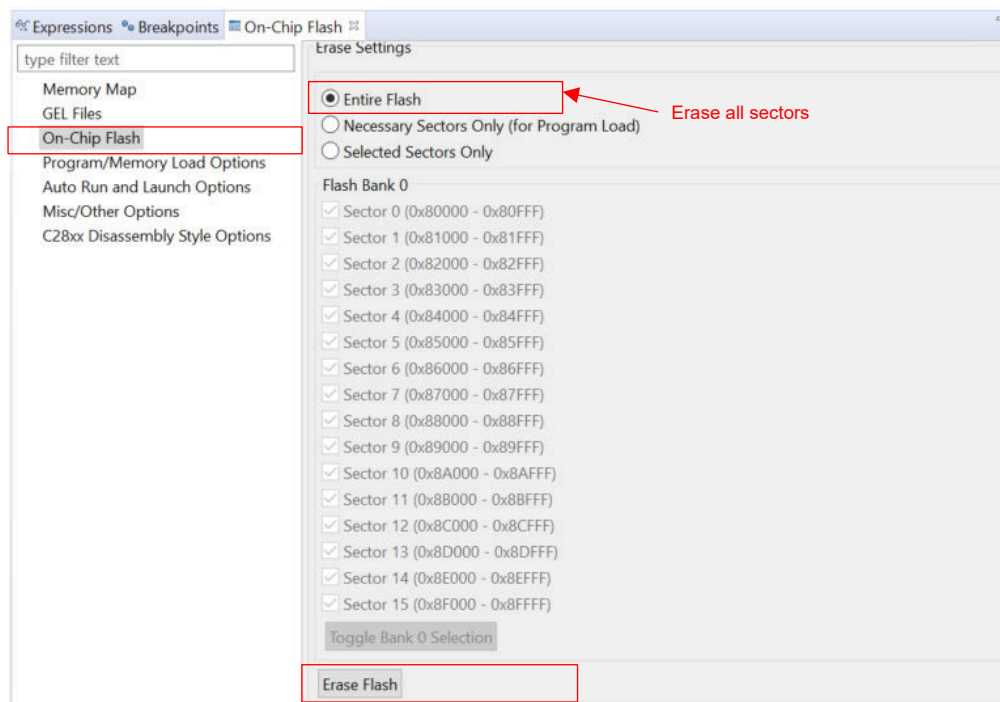 Expressions Breakpoints On-Chip Flash
type filter text
Memory Map
GEL Files
On-Chip Flash
Program/Memory Load Options
Auto Run and Launch Options
Misc/Other Options
C28xx Disassembly Style Options
Erase Settings
Entire Flash
Erase all sectors
Necessary Sectors Only (for Program Load)
Selected Sectors Only
Flash Bank 0
Sector 0 (0x80000 - 0x80FFF)
Sector 1 (0x81000 - 0x81FFF)
Sector 2 (0x82000 - 0x82FFF)
Sector 3 (0x83000 - 0x83FFF)
Sector 4 (0x84000 - 0x84FFF)
Sector 5 (0x85000 - 0x85FFF)
Sector 6 (0x86000 - 0x86FFF)
Sector 7 (0x87000 - 0x87FFF)
Sector 8 (0x88000 - 0x88FFF)
Sector 9 (0x89000 - 0x89FFF)
Sector 10 (0x8A000 - 0x8AFFF)
Sector 11 (0x8B000 - 0x8BFFF)
Sector 12 (0x8C000 - 0x8CFFF)
Sector 13 (0x8D000 - 0x8DFFF)
Sector 14 (0x8E000 - 0x8EFFF)
Sector 15 (0x8F000 - 0x8FFFF)
Toggle Bank 0 Selection
Erase Flash